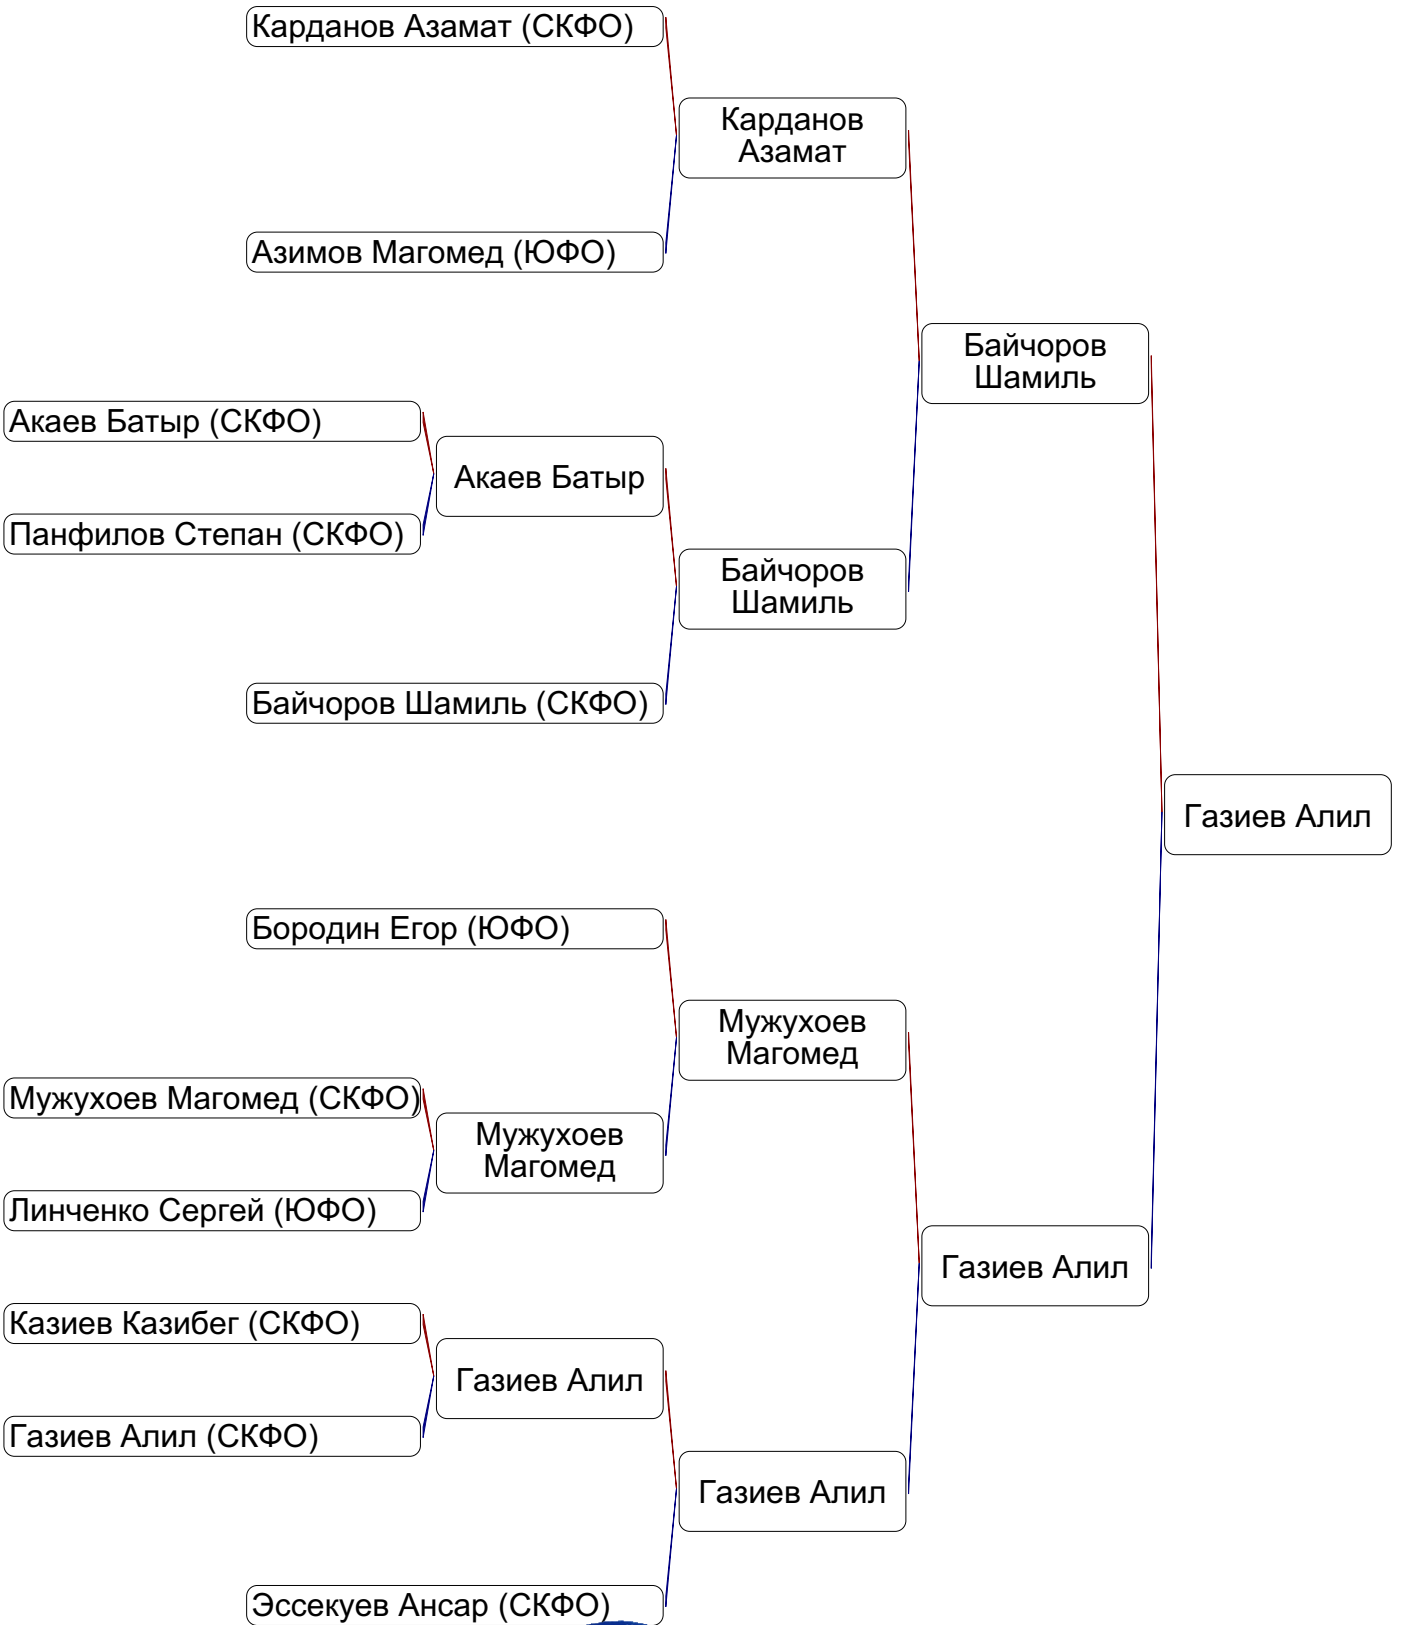 Карданов Азамат (СКФО)
Карданов
Азамат
Азимов Магомед (ЮФО)
Байчоров
Шамиль
Акаев Батыр (СКФО)
Акаев Батыр
Панфилов Степан (СКФО)
Байчоров
Шамиль
Байчоров Шамиль (СКФО)
Газиев Алил
Бородин Егор (ЮФО)
Мужухоев
Магомед
Мужухоев Магомед (СКФО)
Мужухоев
Магомед
Линченко Сергей (ЮФО)
Газиев Алил
Казиев Казибег (СКФО)
Газиев Алил
Газиев Алил (СКФО)
Газиев Алил
Эссекуев Ансар (СКФО)